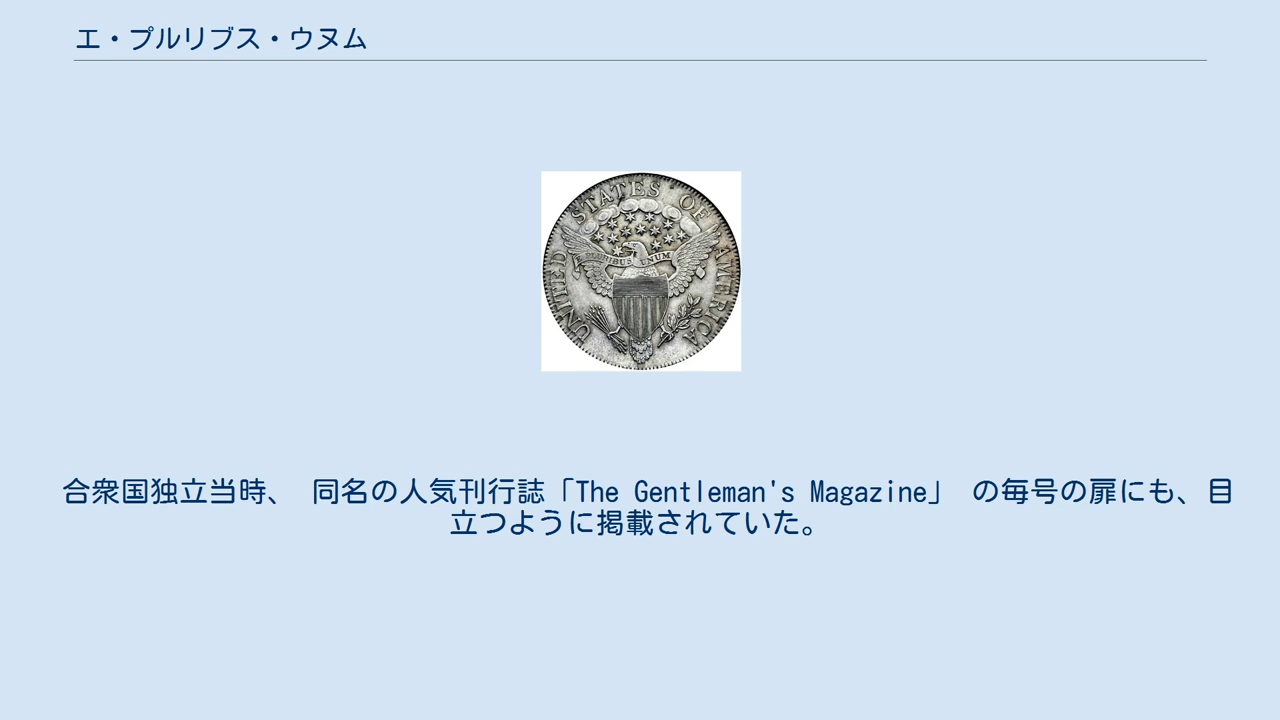 エ・プルリブス・ウヌム
STATES OF
UNITED
AMERICA
PLURIBUS UNUM
合衆国独立当時、 同名の人気刊行誌「The Gentleman's Magazine」 の毎号の扉にも、目
立つように掲載されていた。